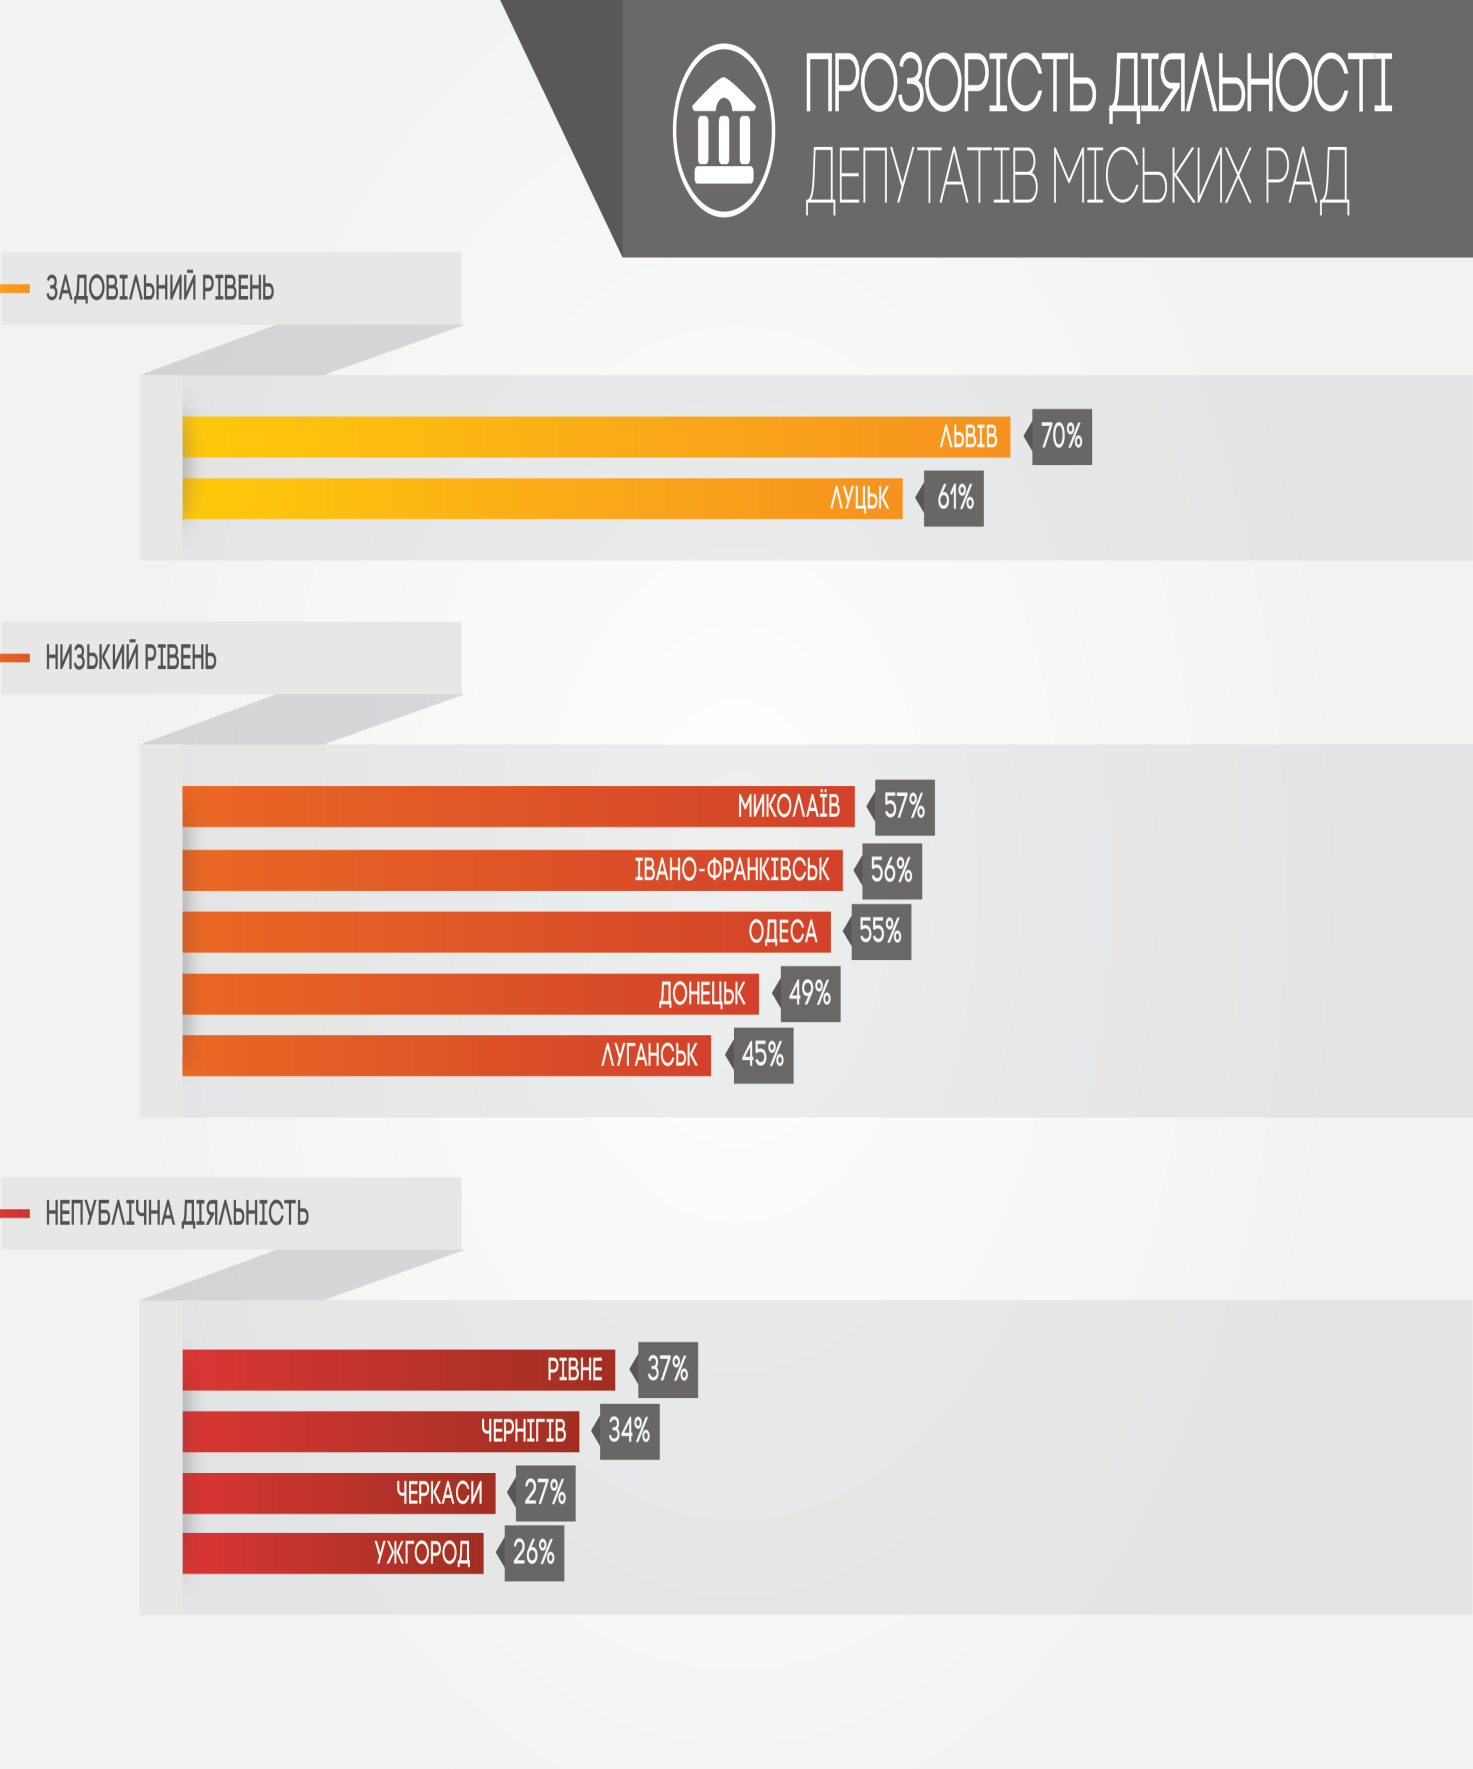 ПРОЗОРІСТЬ ДІЯЛЬНОСТІ
ДЕПУТАТІВ МІСЬКИХ РАД
ЗАДОВІЛЬНИЙ РІВЕНЬ
ЛЬВІВ 70%
ЛУЦЬК 61%
НИЗЬКИЙ РІВЕНЬ
МИКОЛАЇВ 57%
ІВАНО-ФРАНКІВСЬК 56%
ОДЕСА 55%
ДОНЕЦЬК 49%
ЛУГАНСЬК 45%
НЕПУБЛІЧНА ДІЯЛЬНІСТЬ
РІВНЕ 37%
ЧЕРНІГІВ 34%
ЧЕРКАСИ 27%
УЖГОРОД 26%